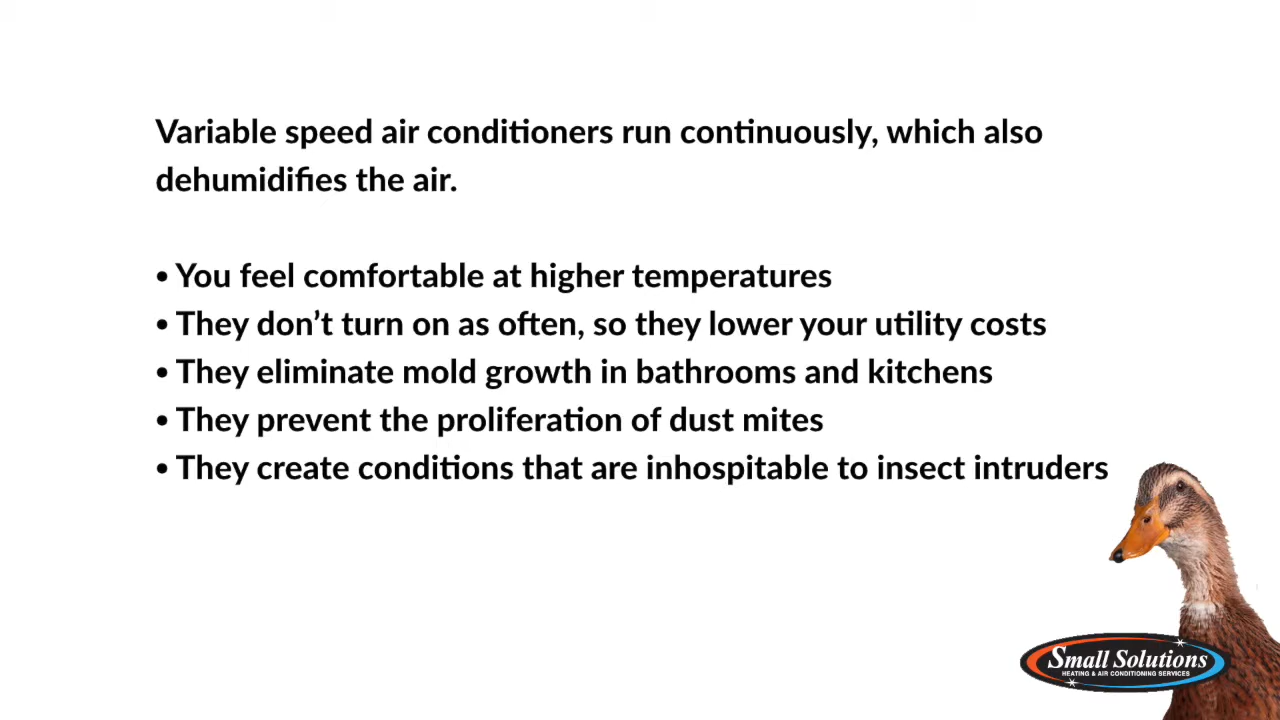 Variable speed air conditioners run continuously, which also
dehumidifies the air.
• You feel comfortable at higher temperatures
• They don’t turn on as often, so they lower your utility costs
• They eliminate mold growth in bathrooms and kitchens
• They prevent the proliferation of dust mites
• They create conditions that are inhospitable to insect intruders
Small Solutions
HEATING & AIR CONDITIONING SERVICES